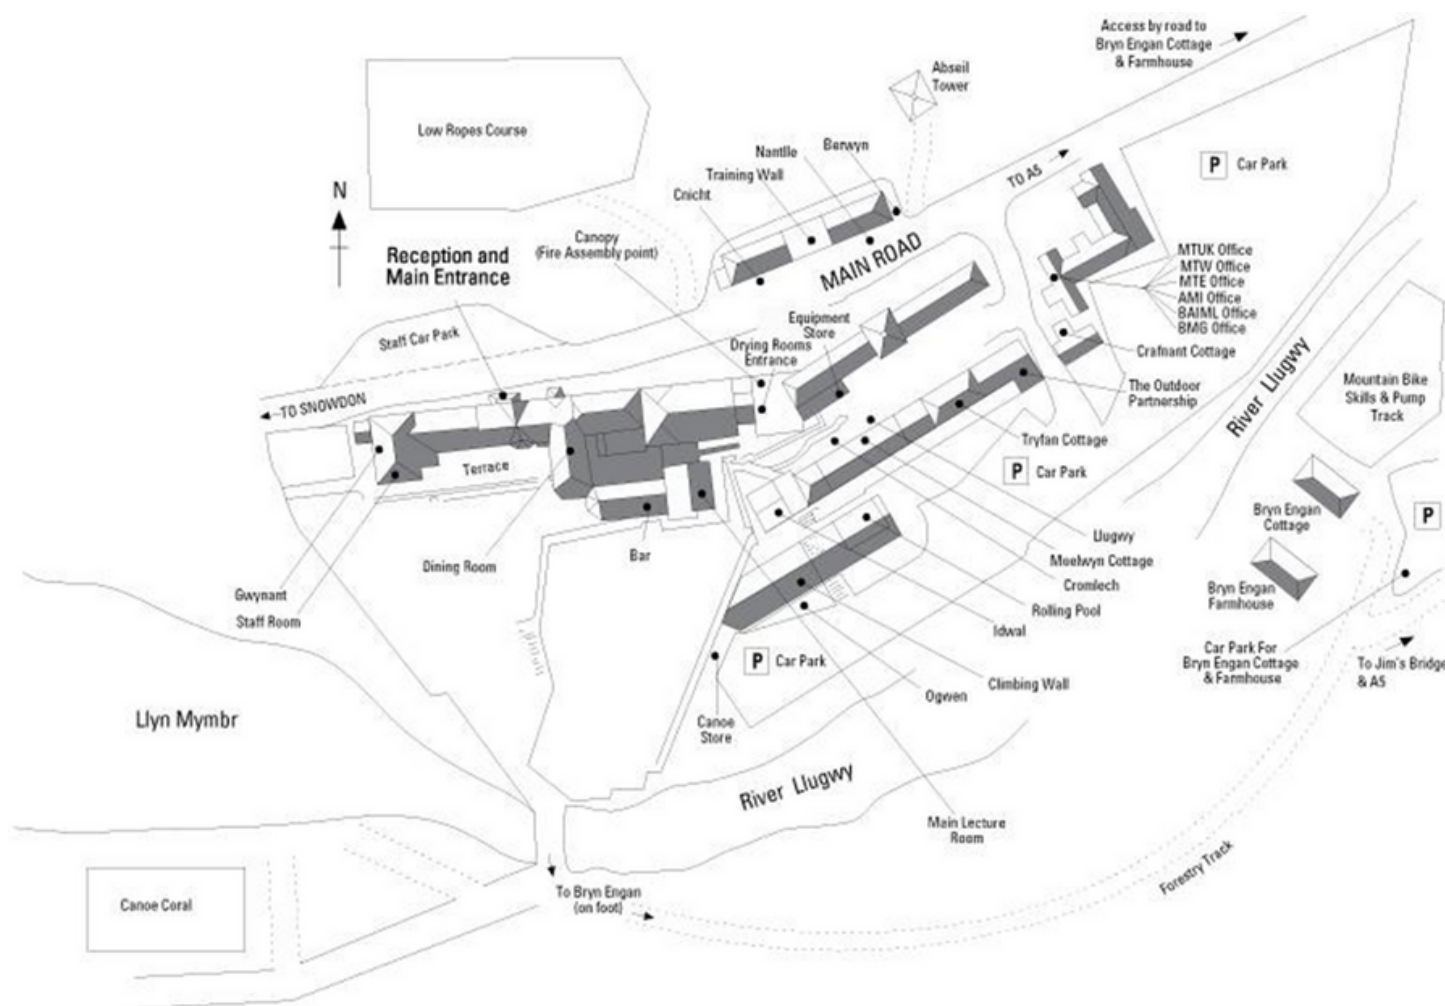 Access by road to
Bryn Engan Cottage
& Farmhouse
Abseil
Tower
Low Ropes Course
Berwyn
Nantlle
Training Wall
Cnicht
TO A5
P Car Park
N
Canopy
(Fire Assembly point)
Reception and
Main Entrance
MAIN ROAD
MTUK Office
MTW Office
MTE Office
AMI Office
BAIML Office
BMG Office
Equipment
Store
Staff Car Park
Drying Rooms
Entrance
Crafnant Cottage
River Llugwy
Mountain Bike
Skills & Pump
Track
The Outdoor
Partnership
TO SNOWDON
Tryfan Cottage
Terrace
P Car Park
Bryn Engan
Cottage
P
Llugwy
Bar
Dining Room
Moelwyn Cottage
Cromlech
Bryn Engan
Farmhouse
Gwynant
Rolling Pool
Staff Room
Idwal
Car Park For
Bryn Engan Cottage
& Farmhouse
To Jim's Bridge
& A5
P Car Park
Climbing Wall
Ogwen
Llyn Mymbr
Canoe
Store
River Llugwy
Main Lecture
Room
Forestry Track
To Bryn Engan
(on foot)
Canoe Coral